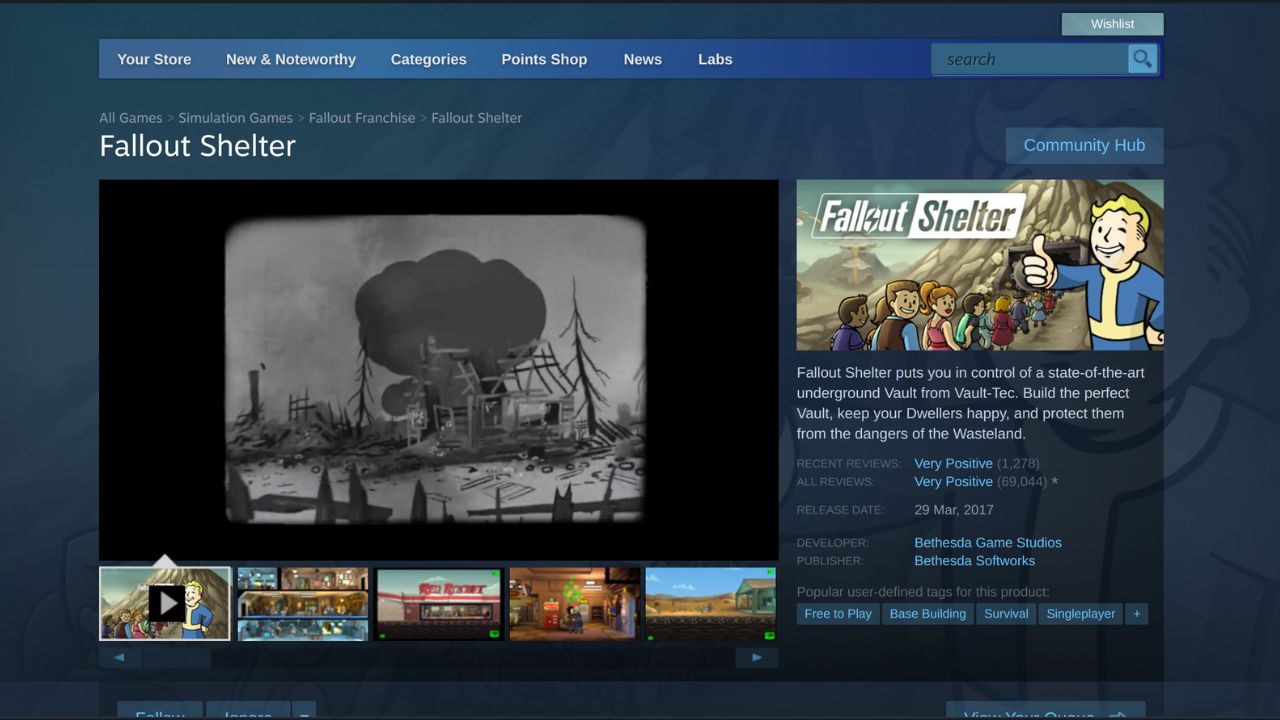 Wishlist
Your Store New & Noteworthy Categories Points Shop News Labs search
All Games > Simulation Games > Fallout Franchise > Fallout Shelter
Fallout Shelter
Community Hub
Fallout Shelter
Fallout Shelter puts you in control of a state-of-the-art
underground Vault from Vault-Tec. Build the perfect
Vault, keep your Dwellers happy, and protect them
from the dangers of the Wasteland.
RECENT REVIEWS: Very Positive (1,278)
ALL REVIEWS: Very Positive (69,044) *
RELEASE DATE: 29 Mar, 2017
DEVELOPER: Bethesda Game Studios
PUBLISHER: Bethesda Softworks
Popular user-defined tags for this product:
Free to Play Base Building Survival Singleplayer +
RED ROCKET
Follow Ignore View Your Queue